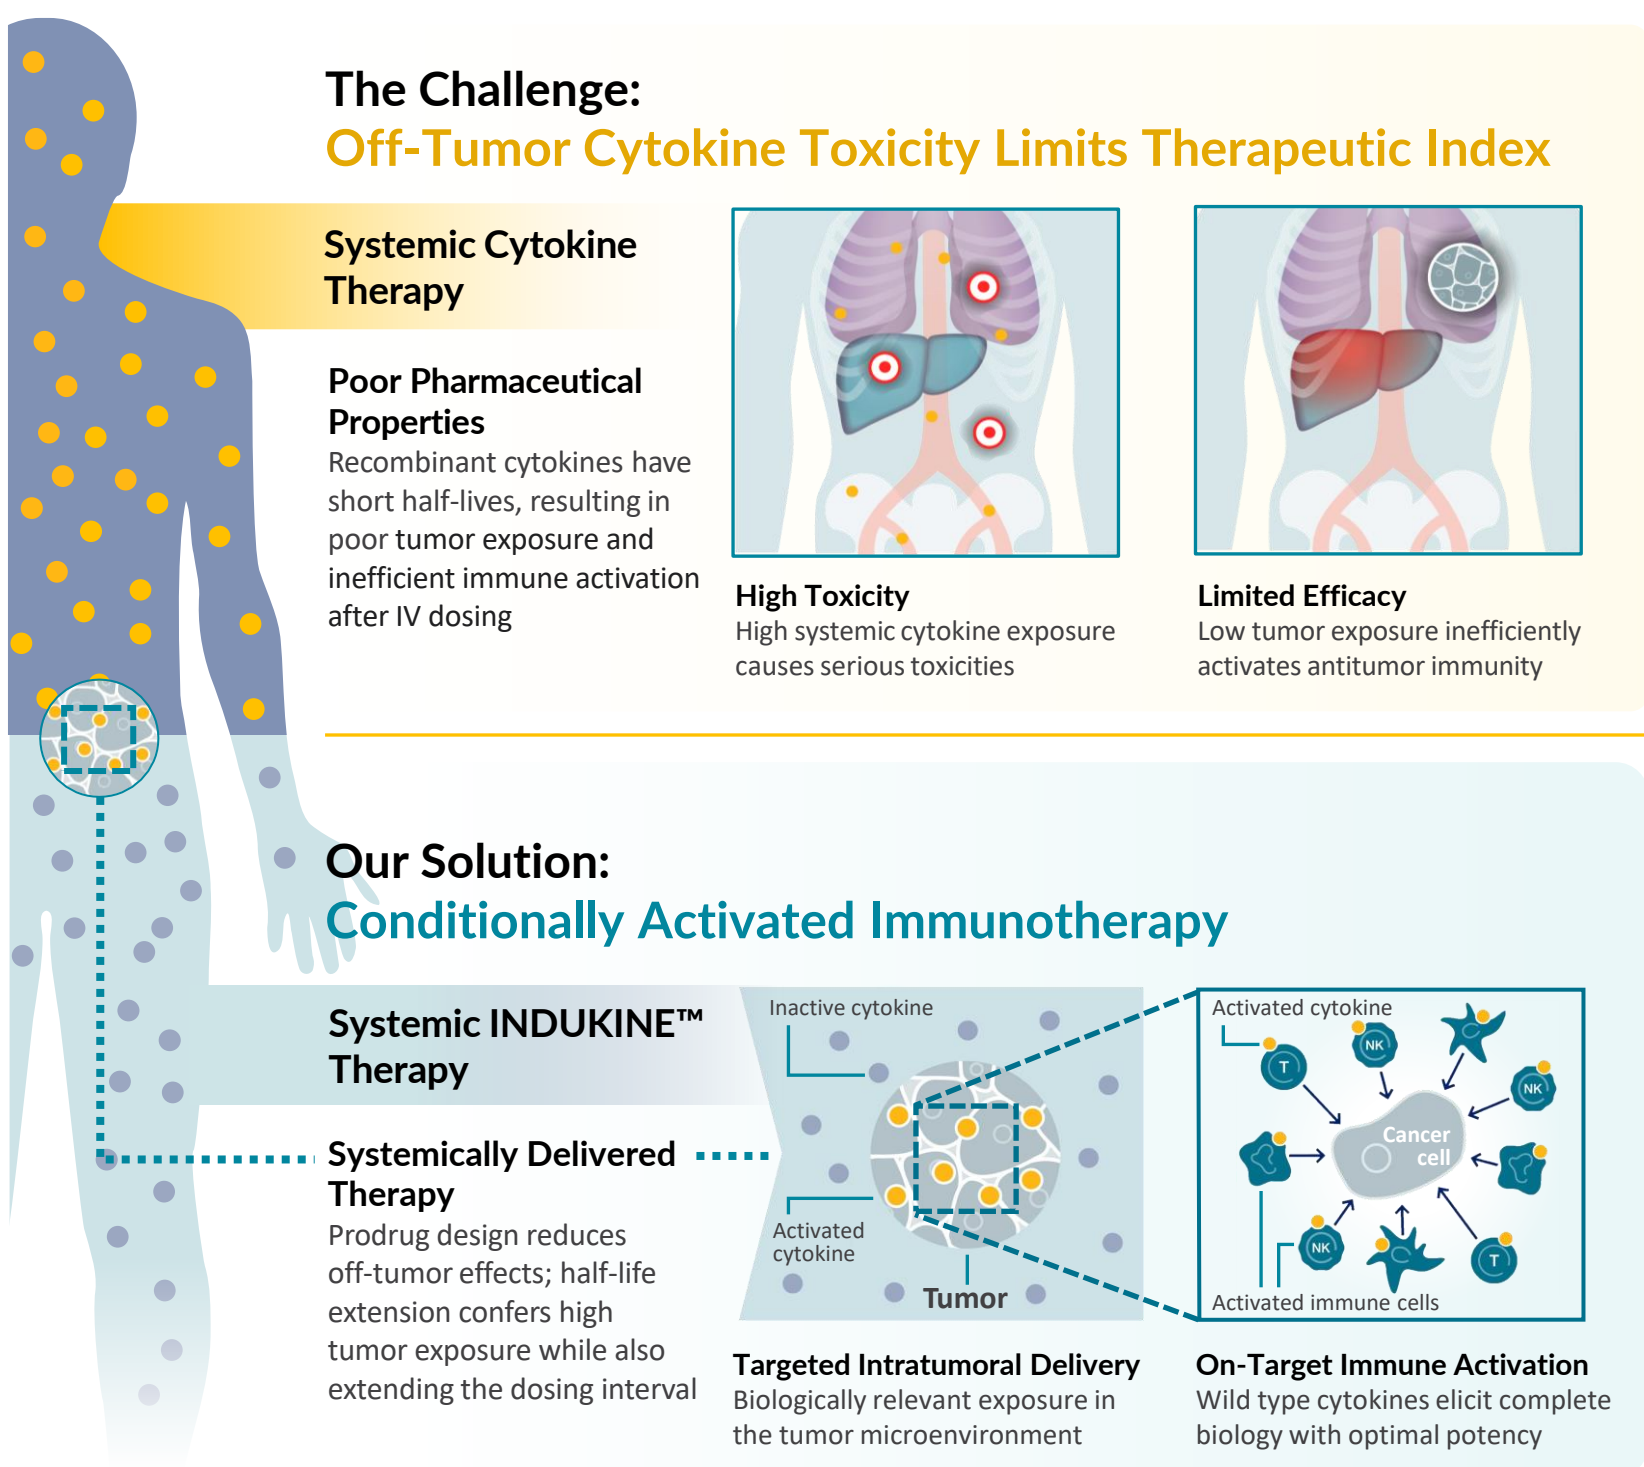 The Challenge:
Off-Tumor Cytokine Toxicity Limits Therapeutic Index
Systemic Cytokine
Therapy
Poor Pharmaceutical
Properties
Recombinant cytokines have
short half-lives, resulting in
poor tumor exposure and
inefficient immune activation
after IV dosing
High Toxicity
High systemic cytokine exposure
causes serious toxicities
Limited Efficacy
Low tumor exposure inefficiently
activates antitumor immunity
Our Solution:
Conditionally Activated Immunotherapy
Systemic INDUKINE™
Therapy
Systemically Delivered
Therapy
Prodrug design reduces
off-tumor effects; half-life
extension confers high
tumor exposure while also
extending the dosing interval
Inactive cytokine
Activated
cytokine
Tumor
Targeted Intratumoral Delivery
Biologically relevant exposure in
the tumor microenvironment
Activated cytokine
T
NK
NK
Cancer
cell
NK
T
Activated immune cells
On-Target Immune Activation
Wild type cytokines elicit complete
biology with optimal potency